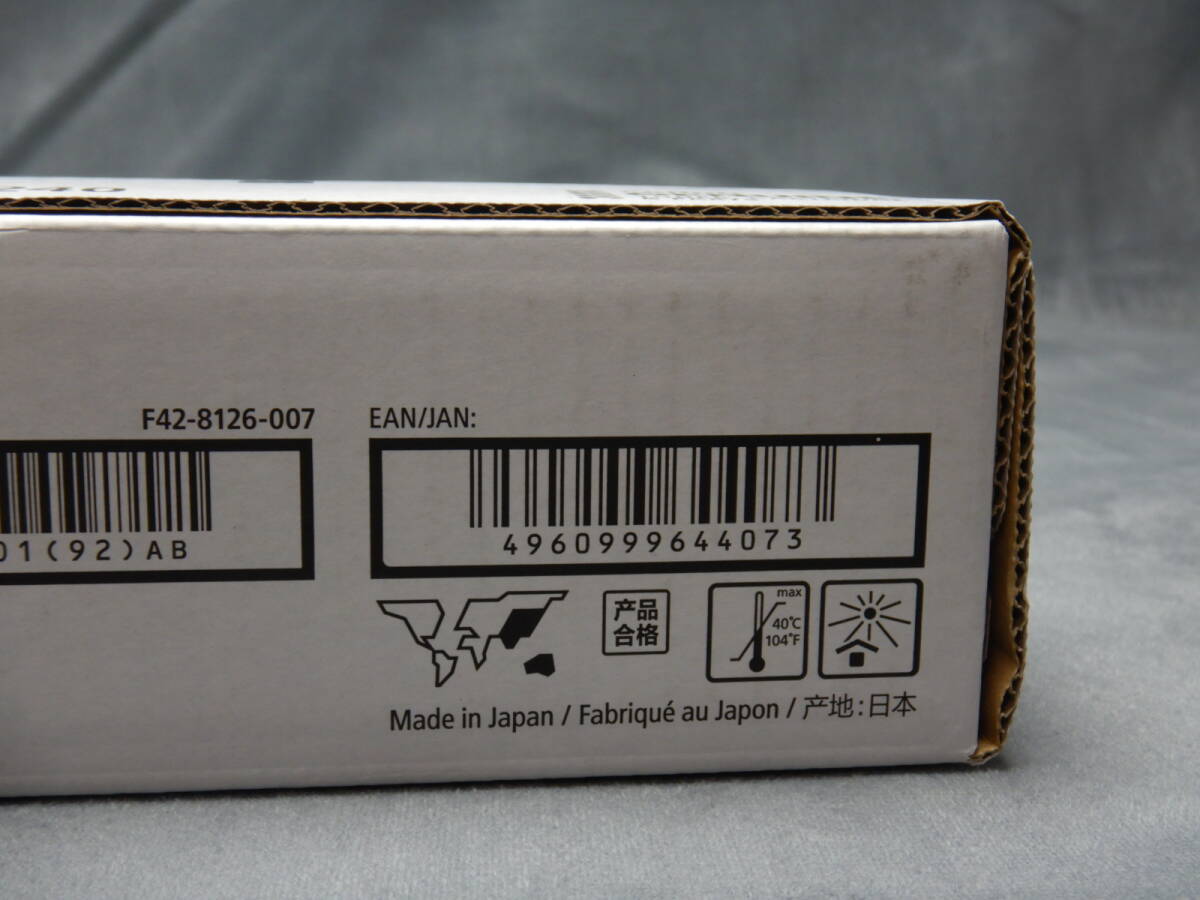 240
F42-8126-007
EAN/JAN:
01(92)AB
4960999644073
产品
合格
max
40°C
104°F
Made in Japan / Fabriqué au Japon / 产地:日本